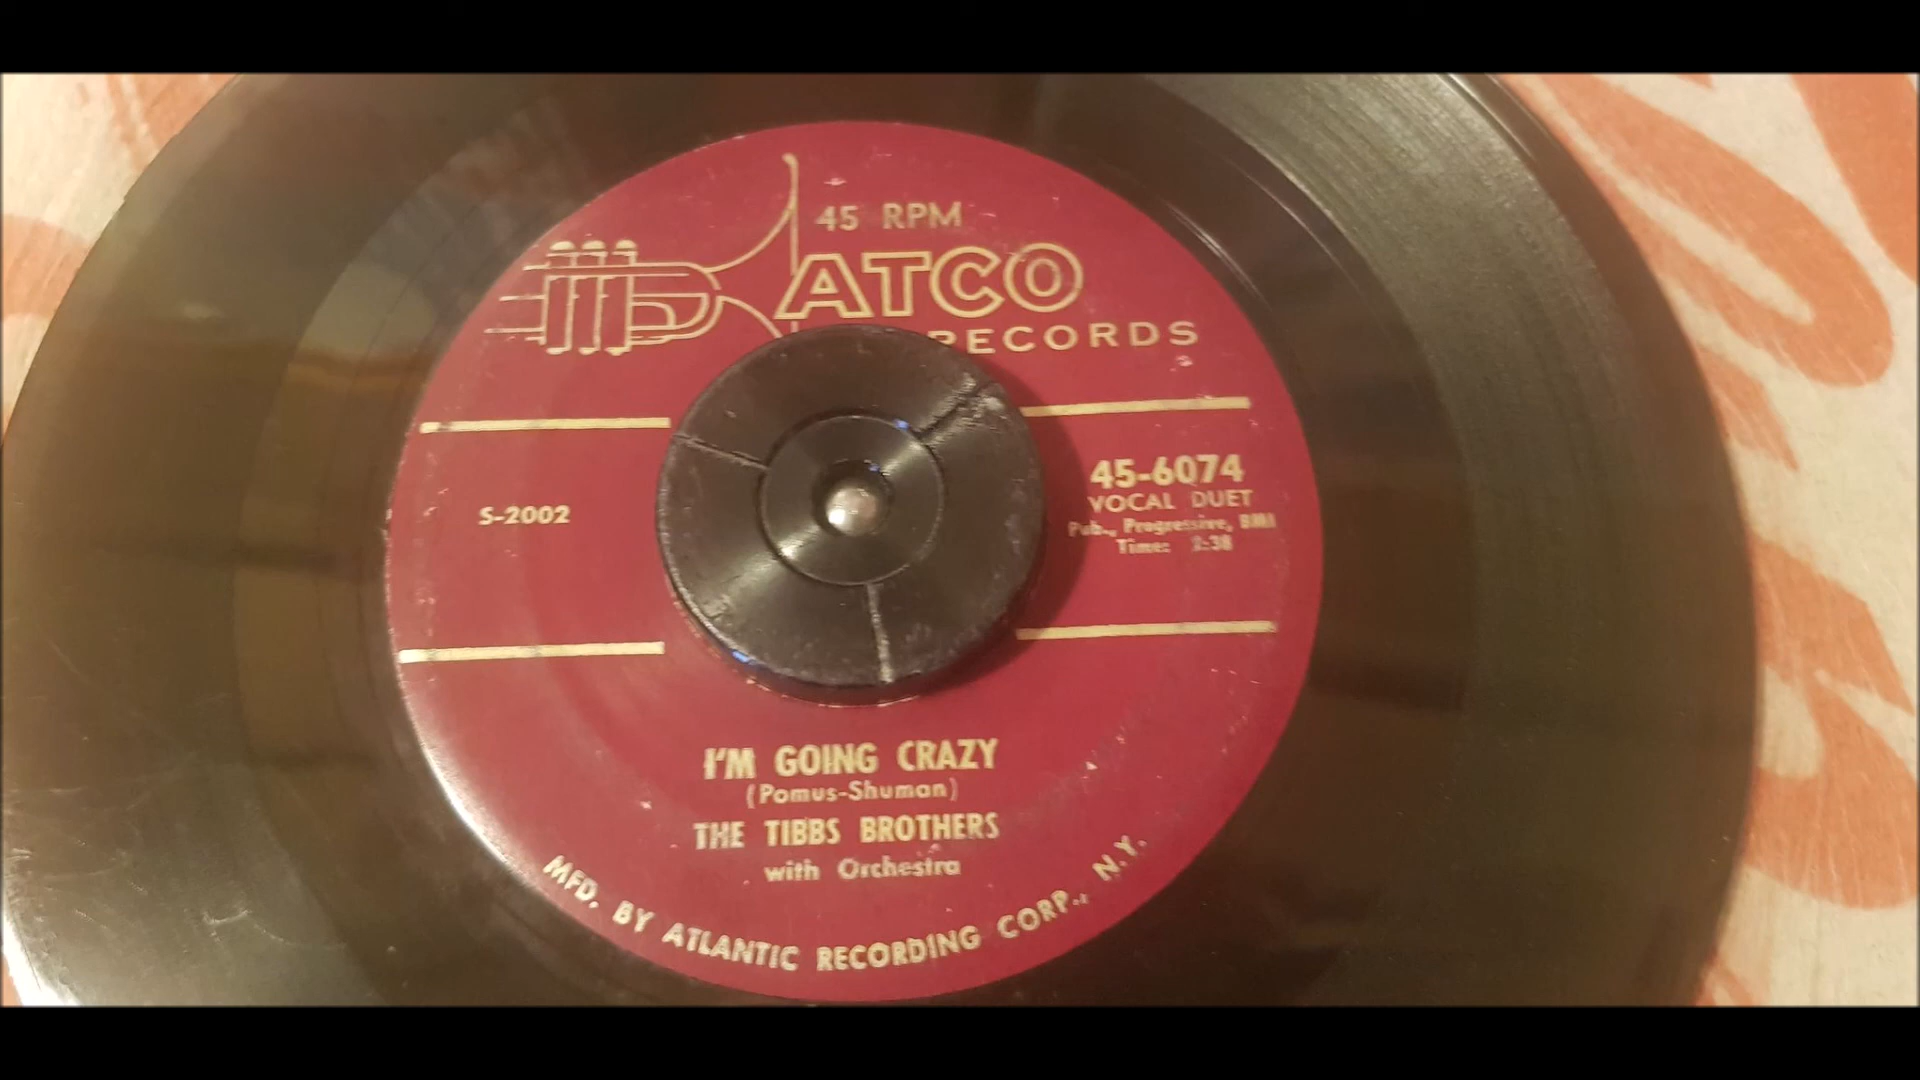 45 RPM
ATCO
RECORDS
S-2002
45-6074
VOCAL DUET
Pub., Progressive, BMI
Time: 2:38
I'M GOING CRAZY
(Pomus-Shuman)
THE TIBBS BROTHERS
with Orchestra
MFD. BY ATLANTIC RECORDING CORP., N.Y.